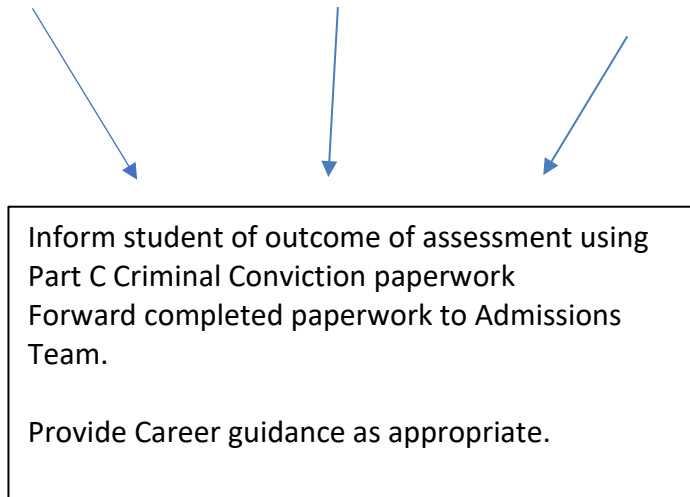 Inform student of outcome of assessment using
Part C Criminal Conviction paperwork
Forward completed paperwork to Admissions
Team.
Provide Career guidance as appropriate.